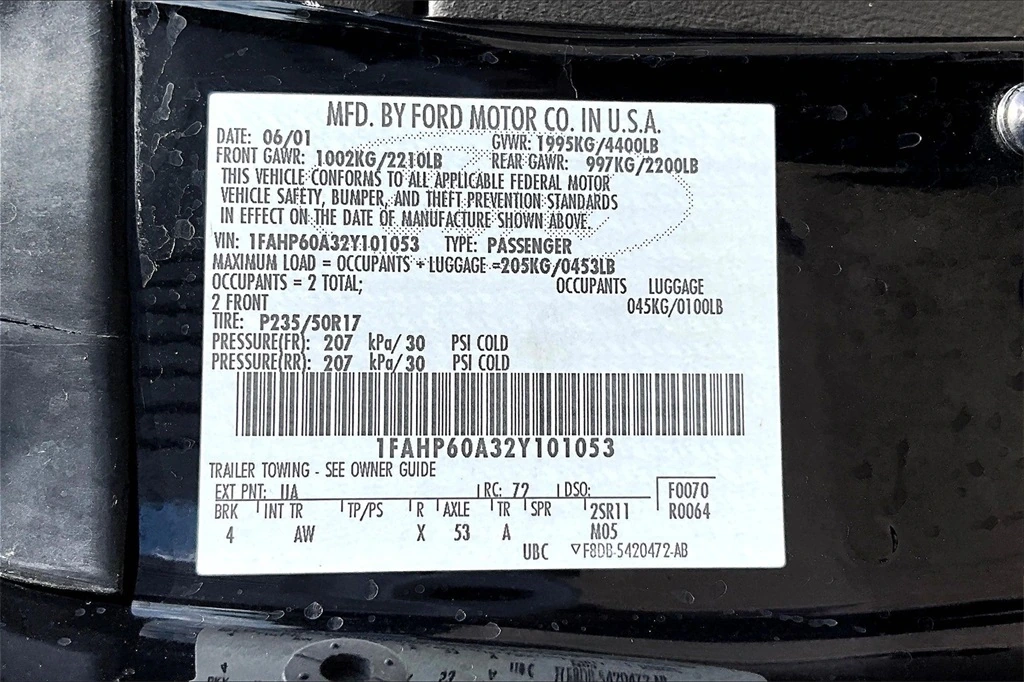 MFD. BY FORD MOTOR CO. IN U.S.A.
DATE: 06/01 GVWR: 1995KG/4400LB
FRONT GAWR: 1002KG/2210LB REAR GAWR: 997KG/2200LB
THIS VEHICLE CONFORMS TO ALL APPLICABLE FEDERAL MOTOR
VEHICLE SAFETY, BUMPER, AND THEFT PREVENTION STANDARDS
IN EFFECT ON THE DATE OF MANUFACTURE SHOWN ABOVE.
VIN: 1FAHP60A32Y101053 TYPE: PASSENGER
MAXIMUM LOAD = OCCUPANTS + LUGGAGE =205KG/0453LB
OCCUPANTS = 2 TOTAL; OCCUPANTS LUGGAGE
2 FRONT 045KG/0100LB
TIRE: P235/50R17
PRESSURE(FR): 207 kPa/ 30 PSI COLD
PRESSURE(RR): 207 kPa/ 30 PSI COLD
1FAHP60A32Y101053
TRAILER TOWING - SEE OWNER GUIDE
EXT PNT: UA RC: 72 DSO: F0070
BRK INT TR TP/PS R AXLE TR SPR 2SR11 R0064
4 AW X 53 A M05
UBC ▽F8DB-5420472-AB